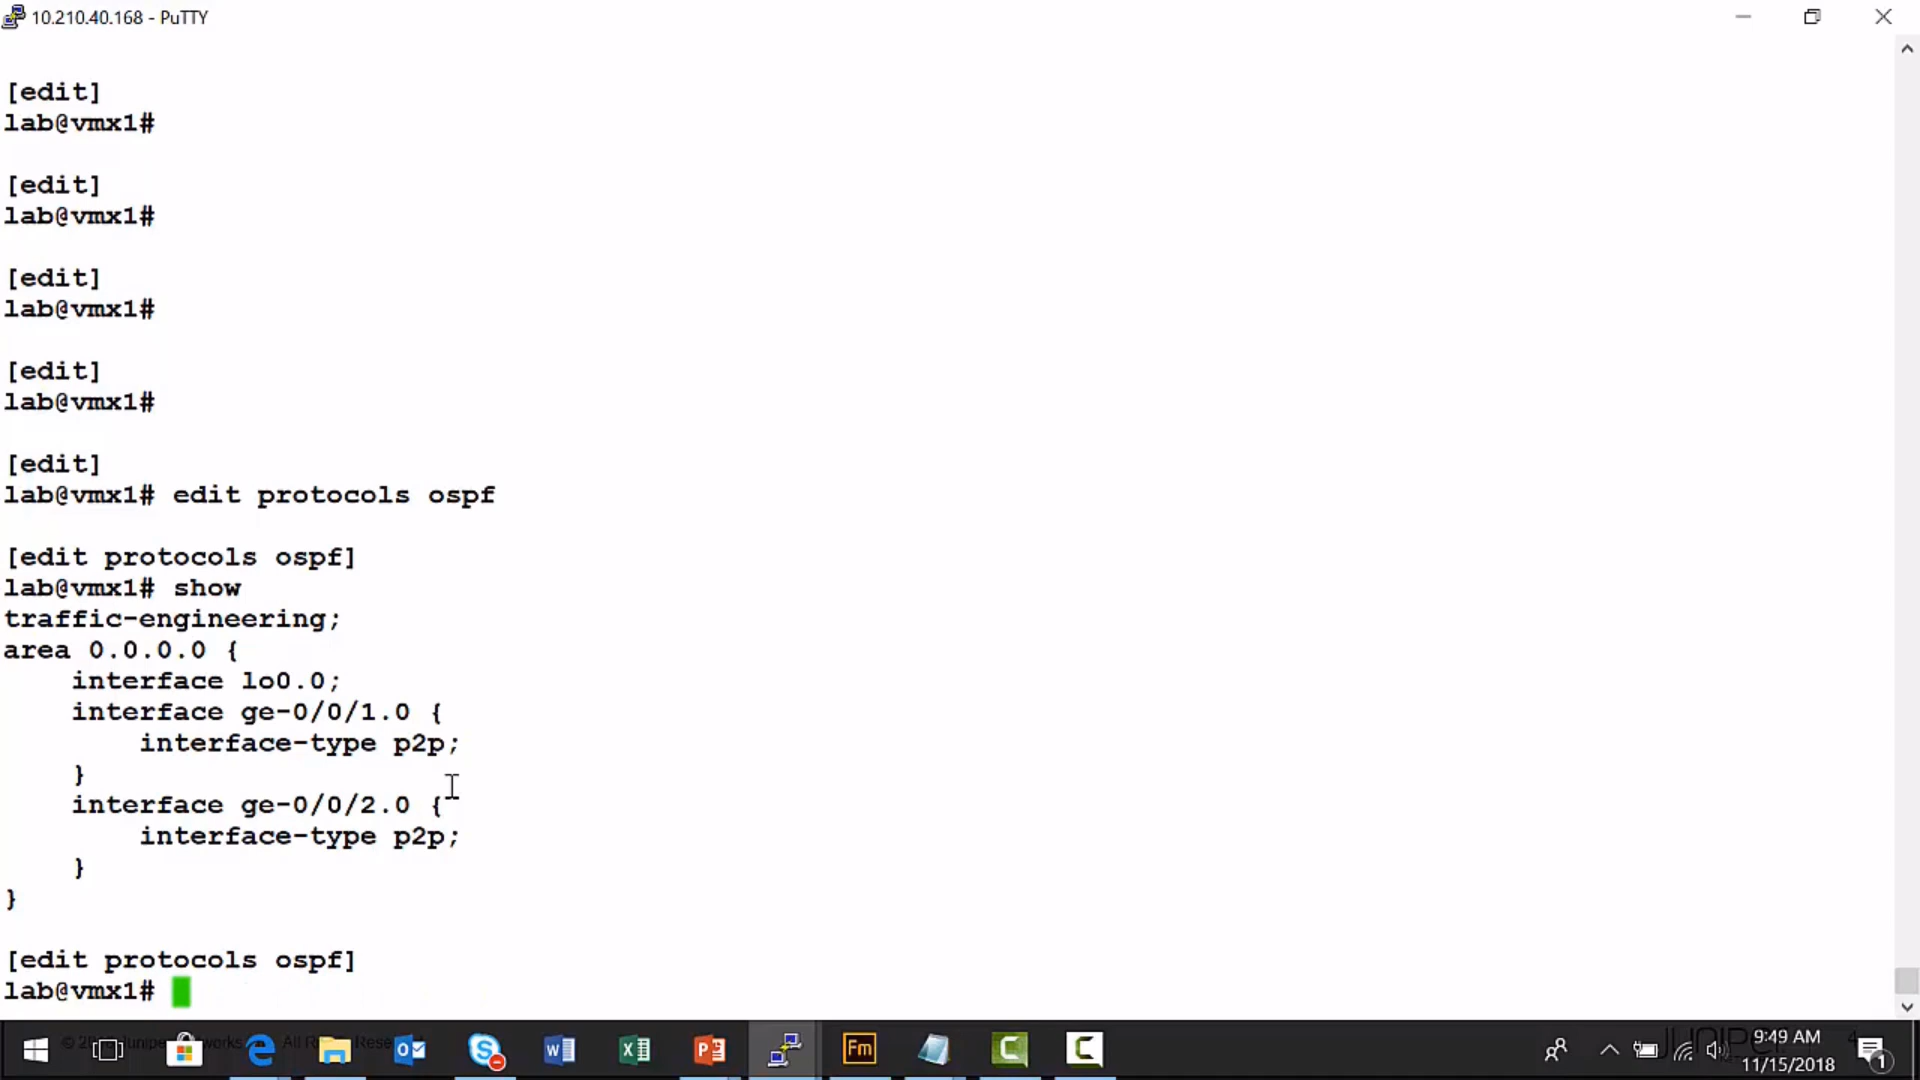 10.210.40.168 - PuTTY
[edit]
lab@vmx1#
[edit]
lab@vmx1#
[edit]
lab@vmx1#
[edit]
lab@vmx1#
[edit]
lab@vmx1# edit protocols ospf
[edit protocols ospf]
lab@vmx1# show
traffic-engineering;
area 0.0.0.0 {
    interface lo0.0;
    interface ge-0/0/1.0 {
        interface-type p2p;
    }
    interface ge-0/0/2.0 {
        interface-type p2p;
    }
}
[edit protocols ospf]
lab@vmx1#
9:49 AM
11/15/2018
1
Fm